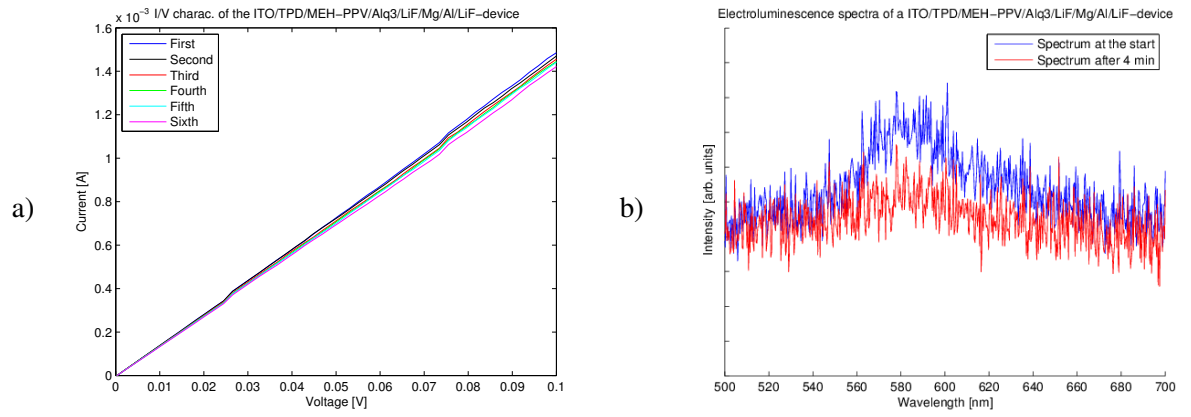 a)
x 10⁻³ I/V charac. of the ITO/TPD/MEH−PPV/Alq3/LiF/Mg/Al/LiF−device
First
Second
Third
Fourth
Fifth
Sixth
Current [A]
1.6
1.4
1.2
1
0.8
0.6
0.4
0.2
0
0 0.01 0.02 0.03 0.04 0.05 0.06 0.07 0.08 0.09 0.1
Voltage [V]
b)
Electroluminescence spectra of a ITO/TPD/MEH−PPV/Alq3/LiF/Mg/Al/LiF−device
Spectrum at the start
Spectrum after 4 min
Intensity [arb. units]
500 520 540 560 580 600 620 640 660 680 700
Wavelength [nm]